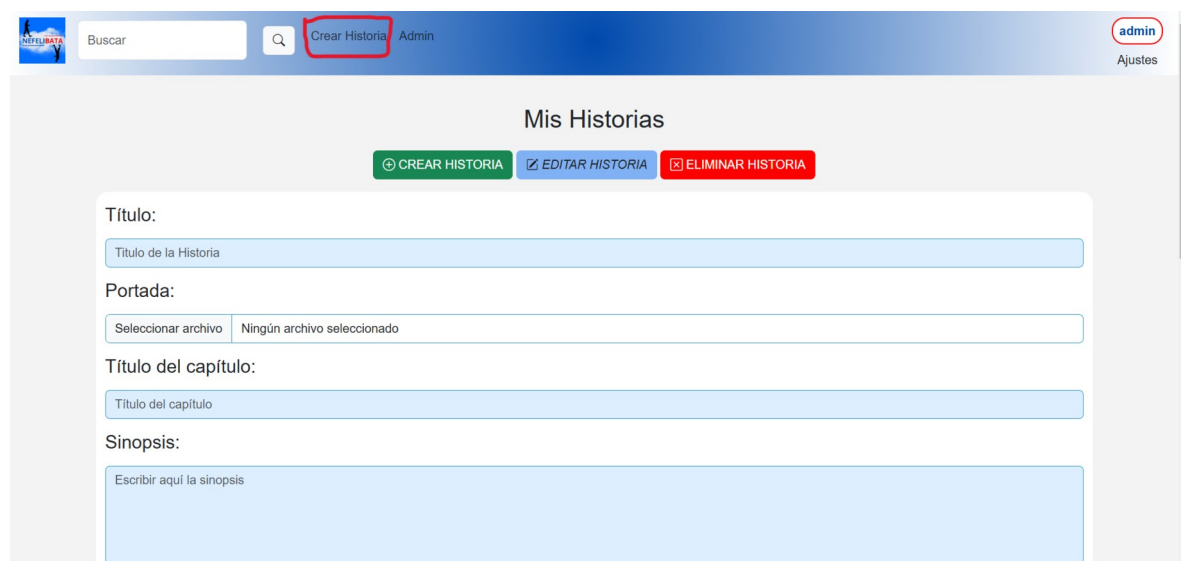 NEFELIBATA
Buscar
Crear Historia Admin
admin
Ajustes
Mis Historias
CREAR HISTORIA EDITAR HISTORIA ELIMINAR HISTORIA
Título:
Titulo de la Historia
Portada:
Seleccionar archivo Ningún archivo seleccionado
Título del capítulo:
Título del capítulo
Sinopsis:
Escribir aquí la sinopsis